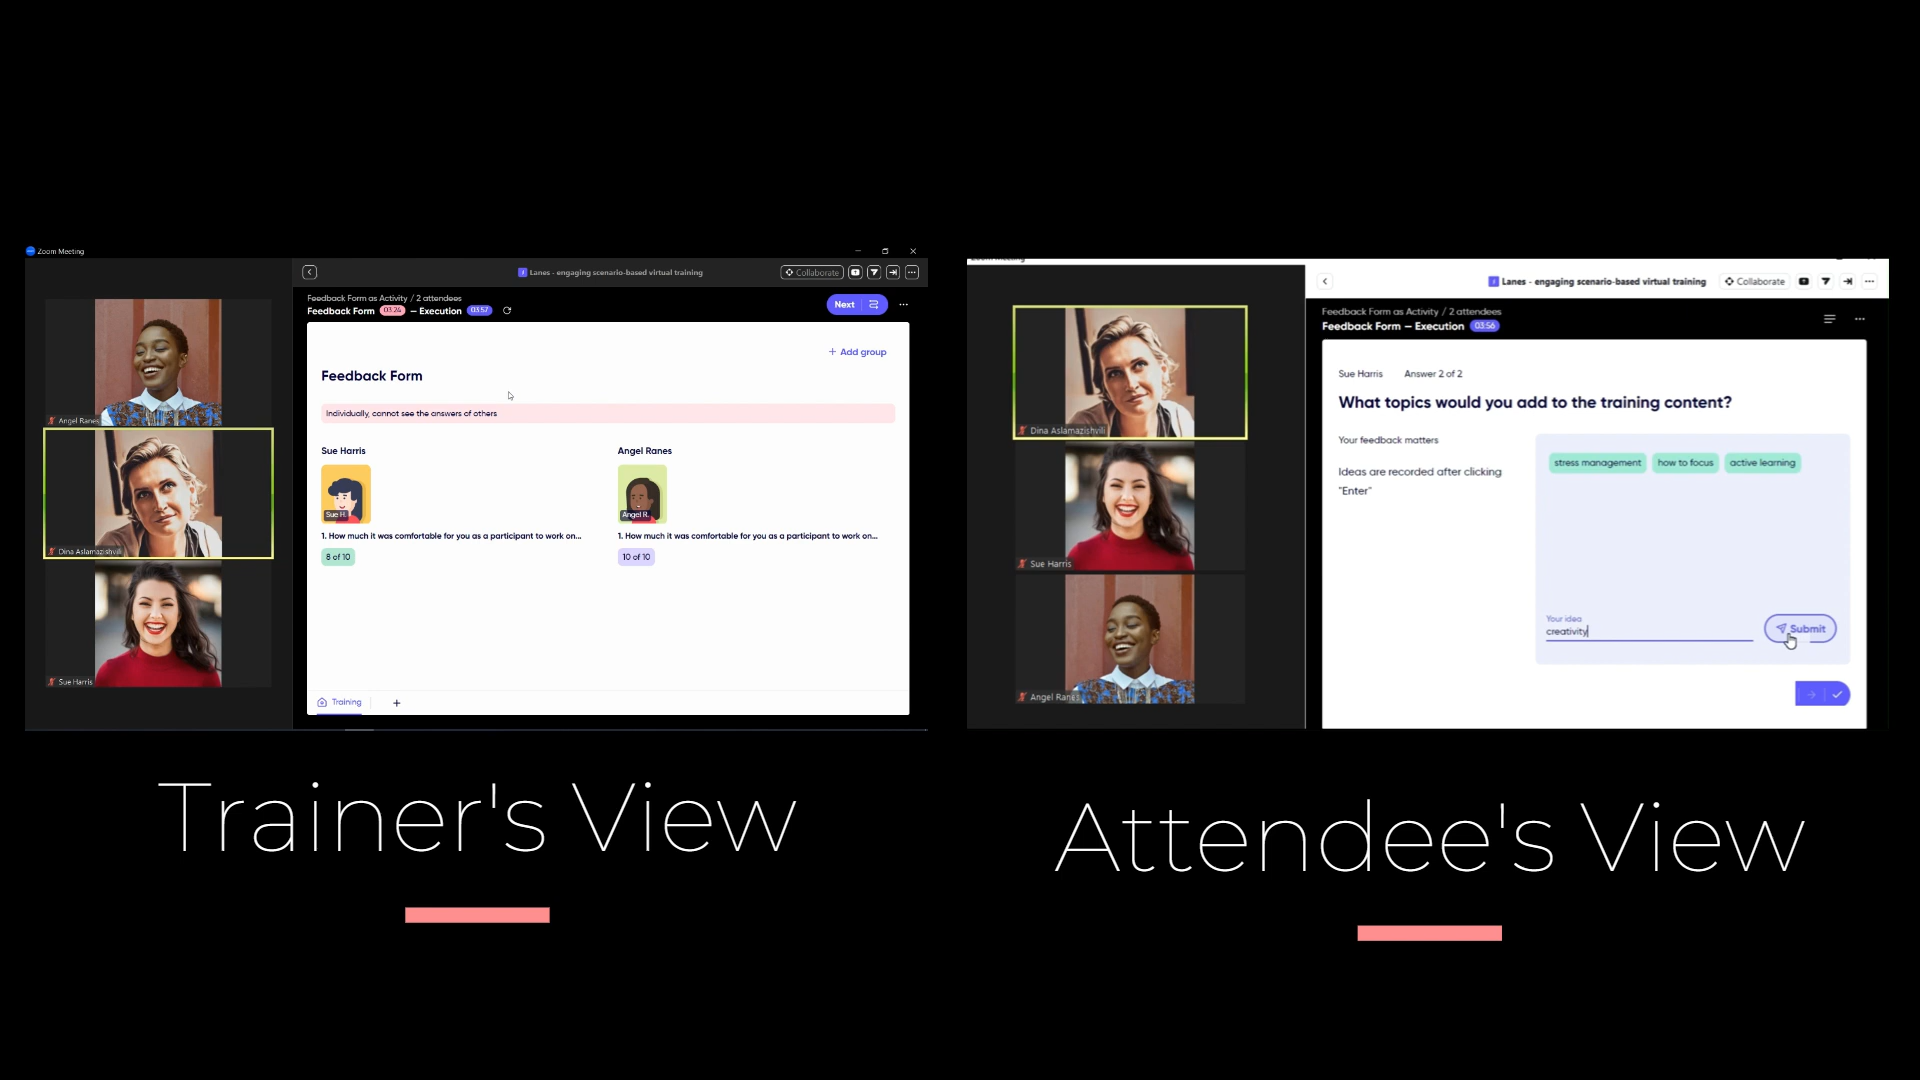 Zoom Meeting
Lanes - engaging scenario-based virtual training
Collaborate
Feedback Form as Activity / 2 attendees
Feedback Form 03:24 — Execution 03:57
Next
Add group
Feedback Form
Individually, cannot see the answers of others
Sue Harris
Angel Ranes
Sue H.
Angel R.
1. How much it was comfortable for you as a participant to work on...
1. How much it was comfortable for you as a participant to work on...
8 of 10
10 of 10
Training
Angel Ranes
Dina Aslamazishvili
Sue Harris
Trainer's View
Lanes - engaging scenario-based virtual training
Collaborate
Feedback Form as Activity / 2 attendees
Feedback Form — Execution 03:56
Sue Harris Answer 2 of 2
What topics would you add to the training content?
Your feedback matters
Ideas are recorded after clicking
"Enter"
stress management how to focus active learning
Your idea
creativity
Submit
Dina Aslamazishvili
Sue Harris
Angel Ranes
Attendee's View